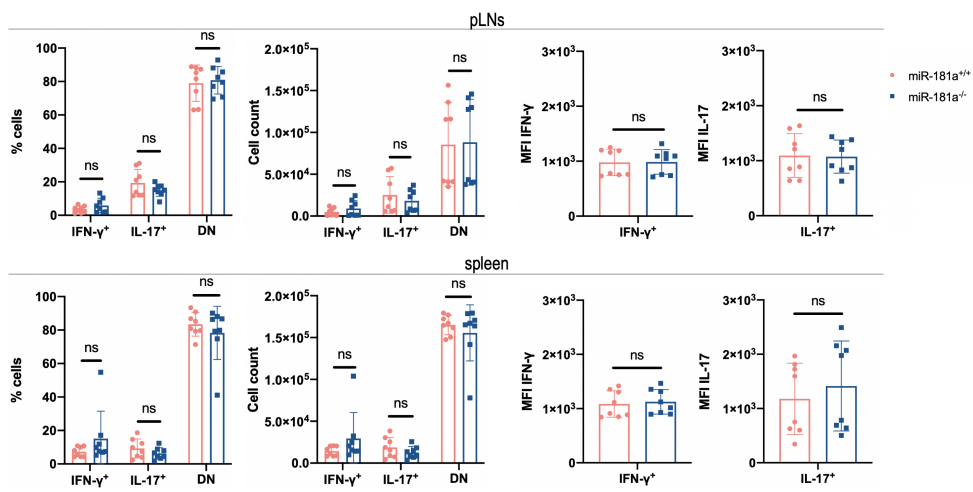 pLNs
% cells
100
80
60
40
20
0
ns
ns
ns
IFN-γ⁺
IL-17⁺
DN
Cell count
2.0×10⁵
1.5×10⁵
1.0×10⁵
5.0×10⁴
0.0
ns
ns
ns
IFN-γ⁺
IL-17⁺
DN
MFI IFN-γ
3×10³
2×10³
1×10³
0
ns
IFN-γ⁺
MFI IL-17
3×10³
2×10³
1×10³
0
ns
IL-17⁺
miR-181a⁺/⁺
miR-181a⁻/⁻
spleen
% cells
100
80
60
40
20
0
ns
ns
ns
IFN-γ⁺
IL-17⁺
DN
Cell count
2.0×10⁵
1.5×10⁵
1.0×10⁵
5.0×10⁴
0.0
ns
ns
ns
IFN-γ⁺
IL-17⁺
DN
MFI IFN-γ
3×10³
2×10³
1×10³
0
ns
IFN-γ⁺
MFI IL-17
3×10³
2×10³
1×10³
0
ns
IL-17⁺